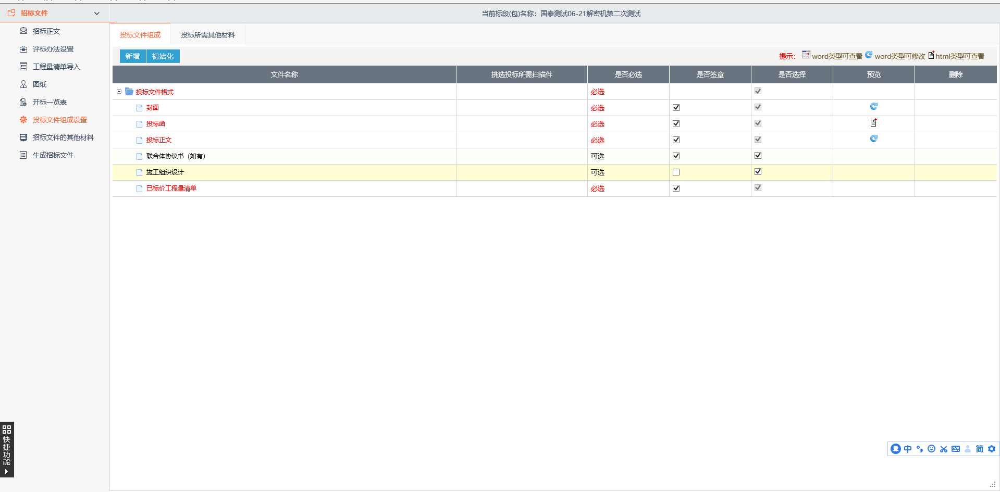 招标文件
当前标段(包)名称：国泰测试06-21解密机第二次测试
招标正文
评标办法设置
工程量清单导入
图纸
开标一览表
投标文件组成设置
招标文件的其他材料
生成招标文件
投标文件组成
投标所需其他材料
新增
初始化
提示：
word类型可查看
word类型可修改
html类型可查看
文件名称
挑选投标所需扫描件
是否必选
是否签章
是否选择
预览
删除
投标文件格式
必选
封面
必选
投标函
必选
投标正文
必选
联合体协议书（如有）
可选
施工组织设计
可选
已标价工程量清单
必选
快捷功能
中
简